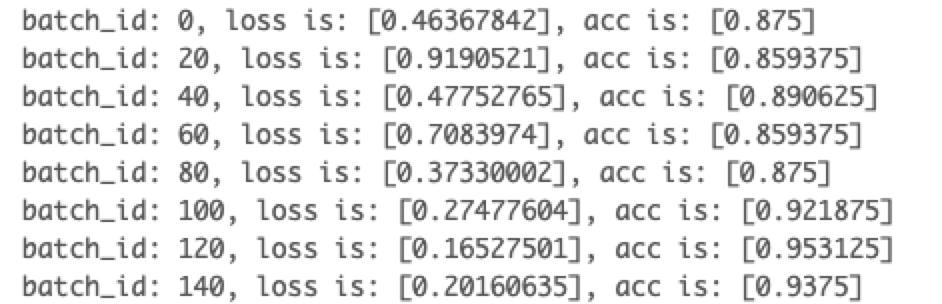 batch_id: 0, loss is: [0.46367842], acc is: [0.875]
batch_id: 20, loss is: [0.9190521], acc is: [0.859375]
batch_id: 40, loss is: [0.47752765], acc is: [0.890625]
batch_id: 60, loss is: [0.7083974], acc is: [0.859375]
batch_id: 80, loss is: [0.37330002], acc is: [0.875]
batch_id: 100, loss is: [0.27477604], acc is: [0.921875]
batch_id: 120, loss is: [0.16527501], acc is: [0.953125]
batch_id: 140, loss is: [0.20160635], acc is: [0.9375]